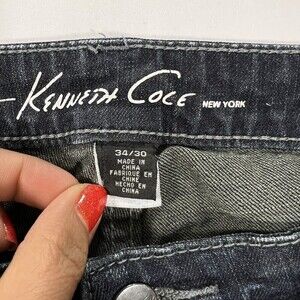 KENNETH COLE NEW YORK
34/30
MADE IN
CHINA
FABRIQUE EN
CHINE
HECHO EN
CHINA